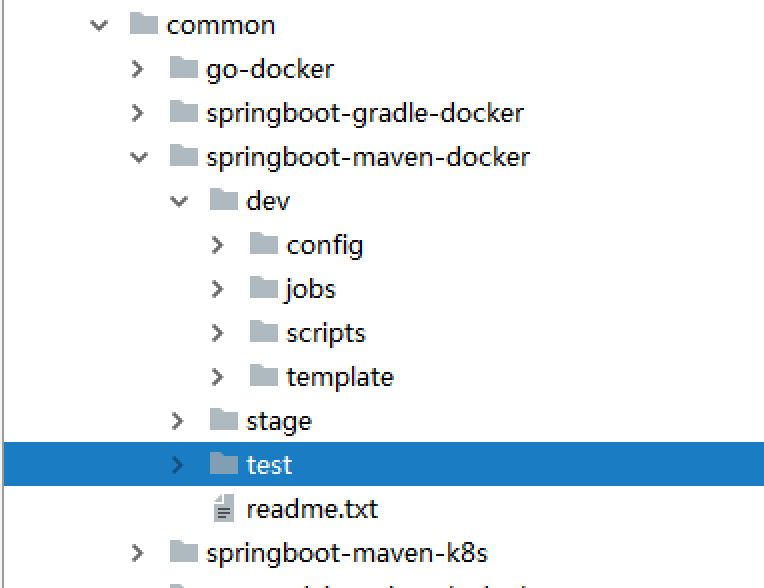 common
go-docker
springboot-gradle-docker
springboot-maven-docker
dev
config
jobs
scripts
template
stage
test
readme.txt
springboot-maven-k8s